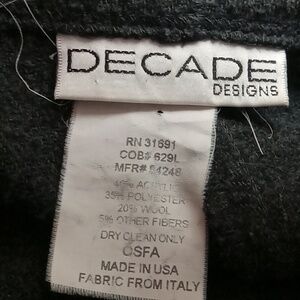 DECADE
DESIGNS
RN 31691
COB# 629L
MFR# 54248
40% ACRYLIC
35% POLYESTER
20% WOOL
5% OTHER FIBERS
DRY CLEAN ONLY
OSFA
MADE IN USA
FABRIC FROM ITALY